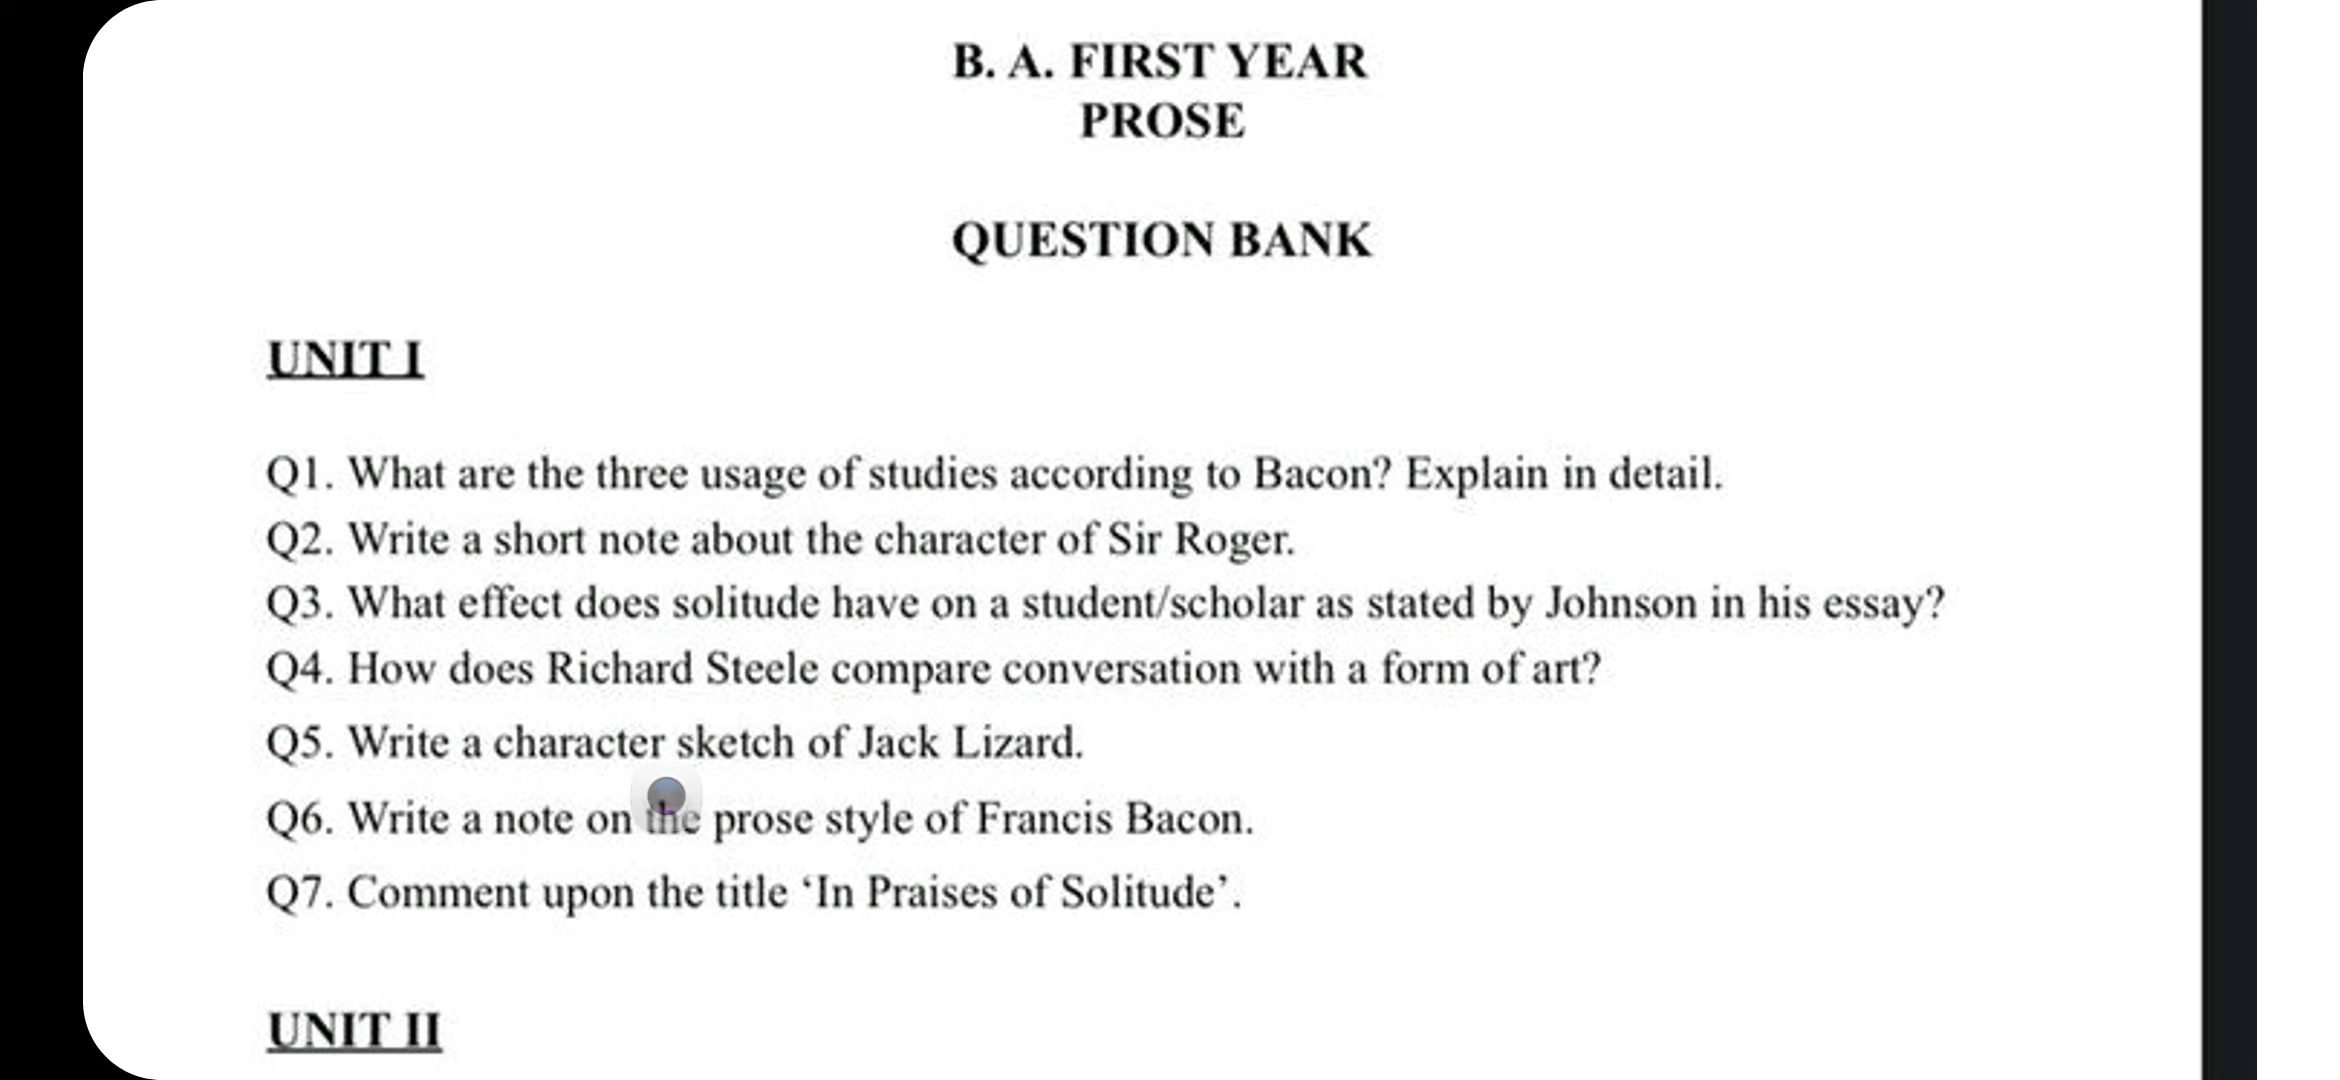 B. A. FIRST YEAR
PROSE
QUESTION BANK
UNIT I
Q1. What are the three usage of studies according to Bacon? Explain in detail.
Q2. Write a short note about the character of Sir Roger.
Q3. What effect does solitude have on a student/scholar as stated by Johnson in his essay?
Q4. How does Richard Steele compare conversation with a form of art?
Q5. Write a character sketch of Jack Lizard.
Q6. Write a note on the prose style of Francis Bacon.
Q7. Comment upon the title ‘In Praises of Solitude’.
UNIT II